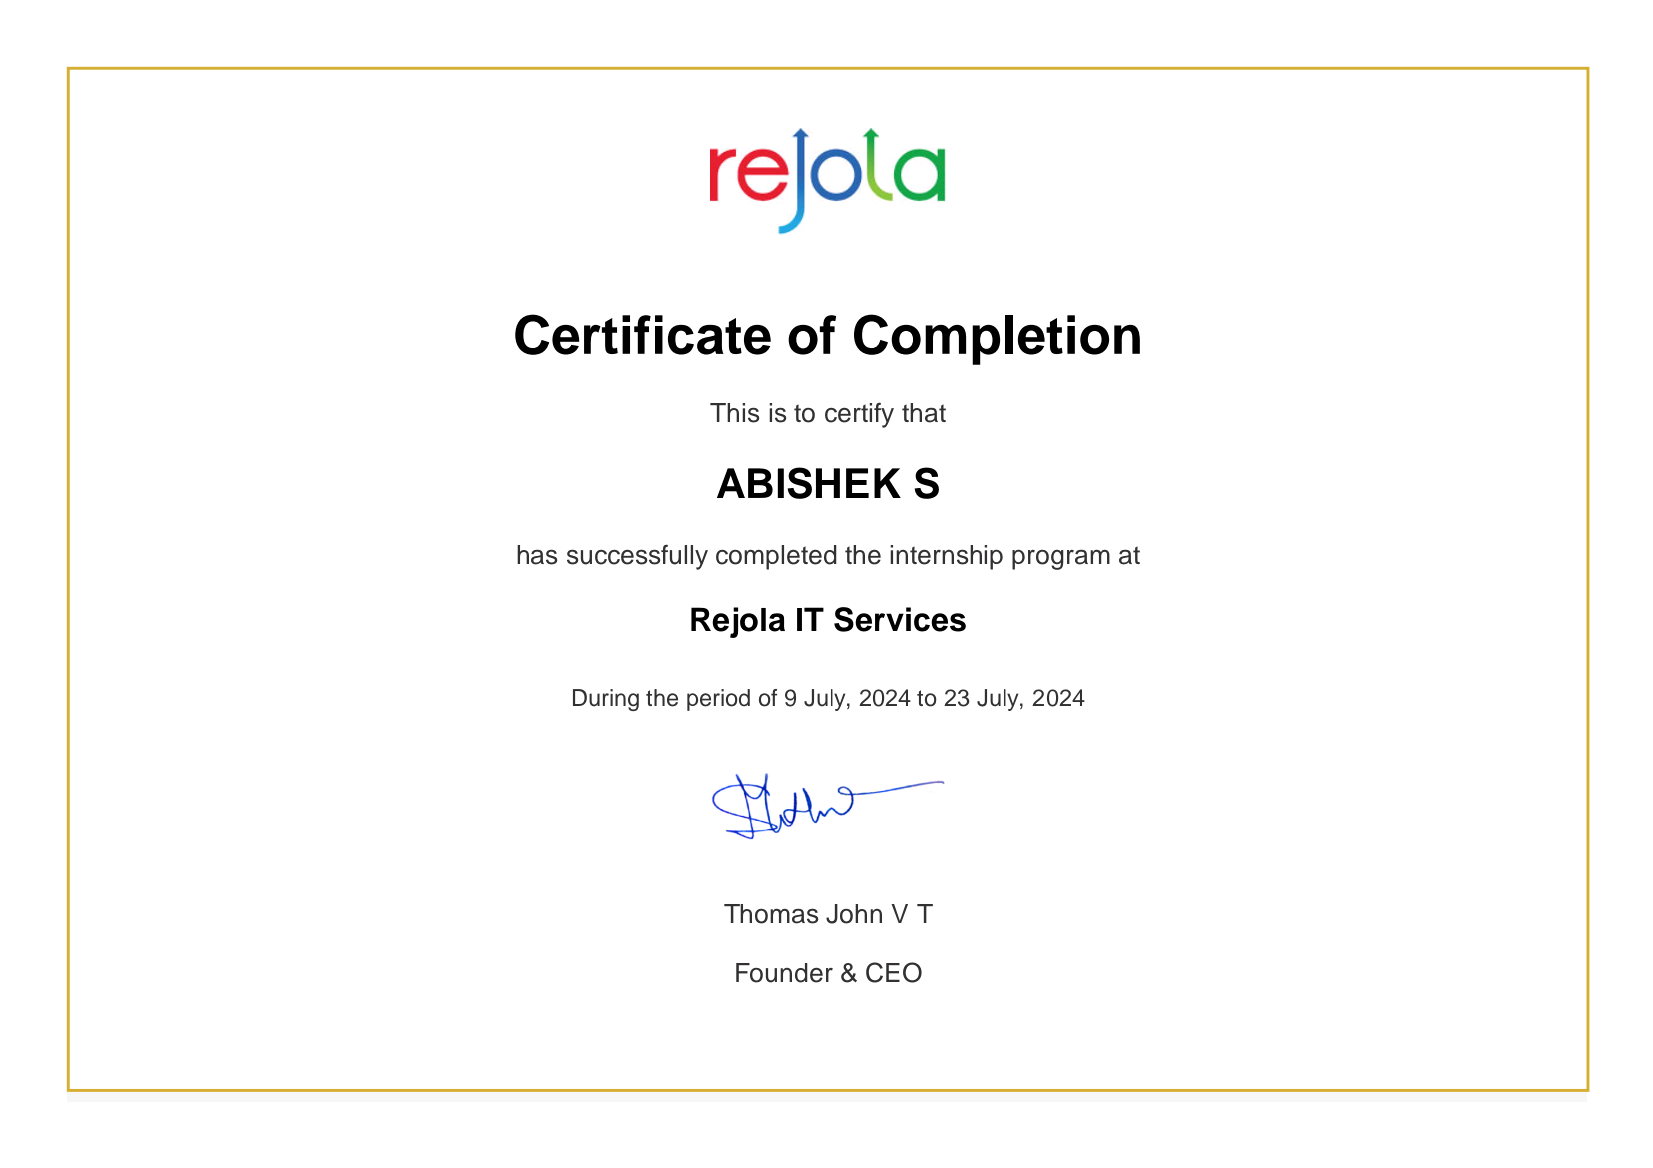 rejola
Certificate of Completion
This is to certify that
ABISHEK S
has successfully completed the internship program at
Rejola IT Services
During the period of 9 July, 2024 to 23 July, 2024
Thomas John V T
Founder & CEO